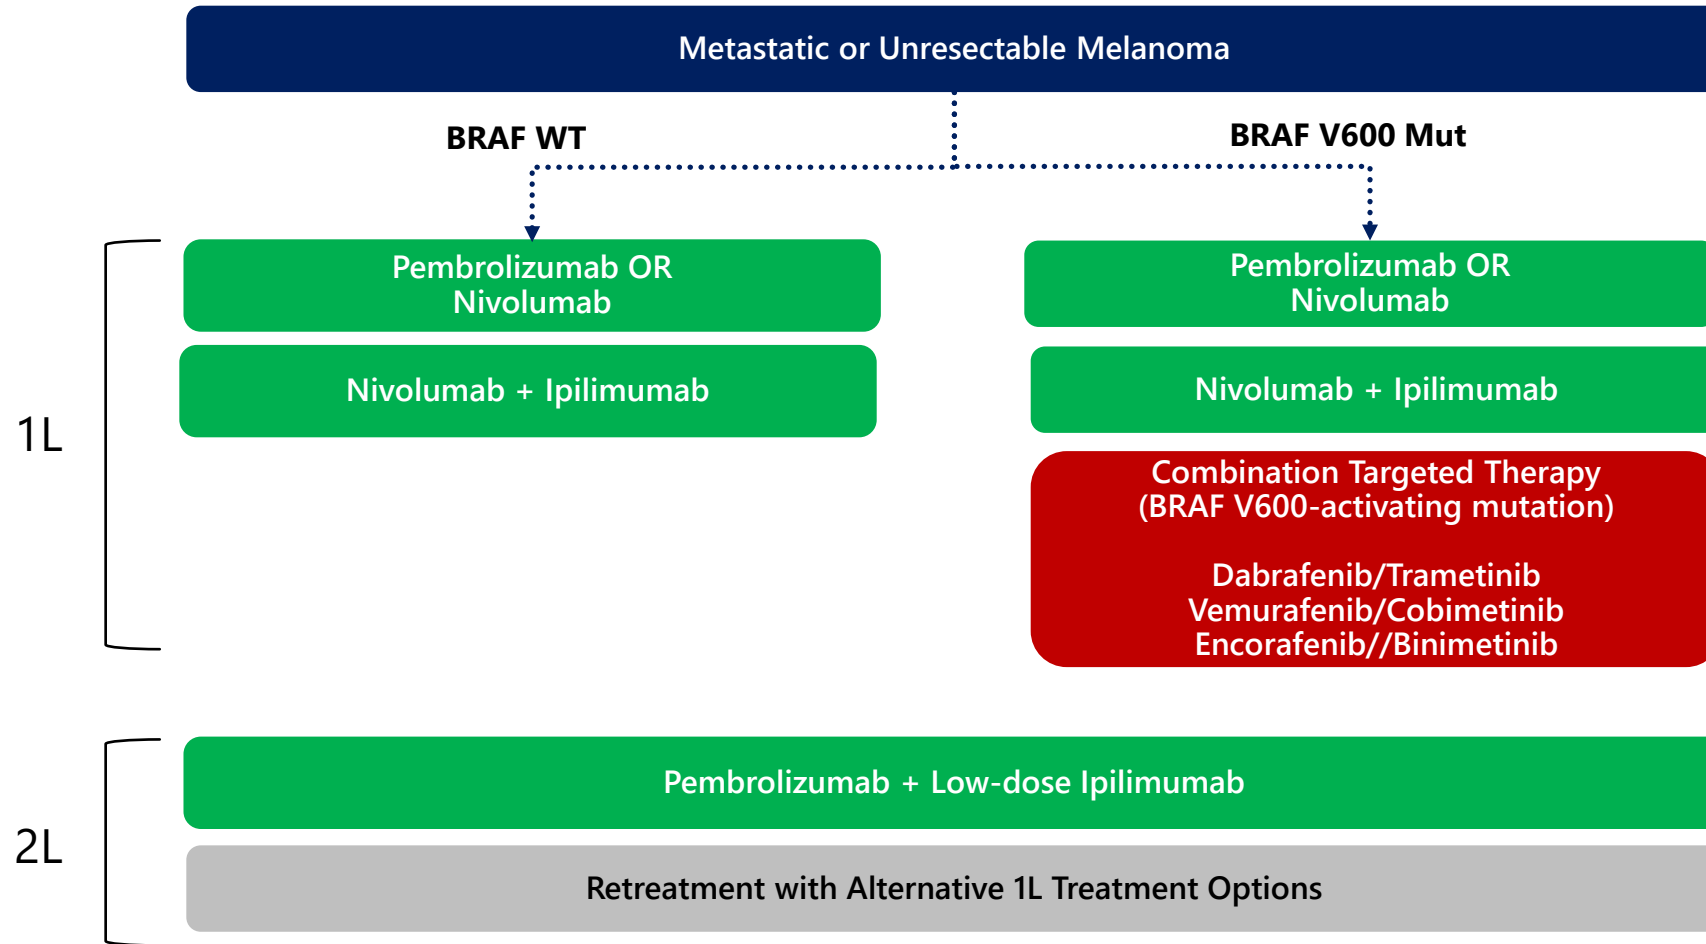 Metastatic or Unresectable Melanoma
BRAF WT
BRAF V600 Mut
1L
Pembrolizumab OR
Nivolumab
Nivolumab + Ipilimumab
Pembrolizumab OR
Nivolumab
Nivolumab + Ipilimumab
Combination Targeted Therapy
(BRAF V600-activating mutation)
Dabrafenib/Trametinib
Vemurafenib/Cobimetinib
Encorafenib//Binimetinib
2L
Pembrolizumab + Low-dose Ipilimumab
Retreatment with Alternative 1L Treatment Options